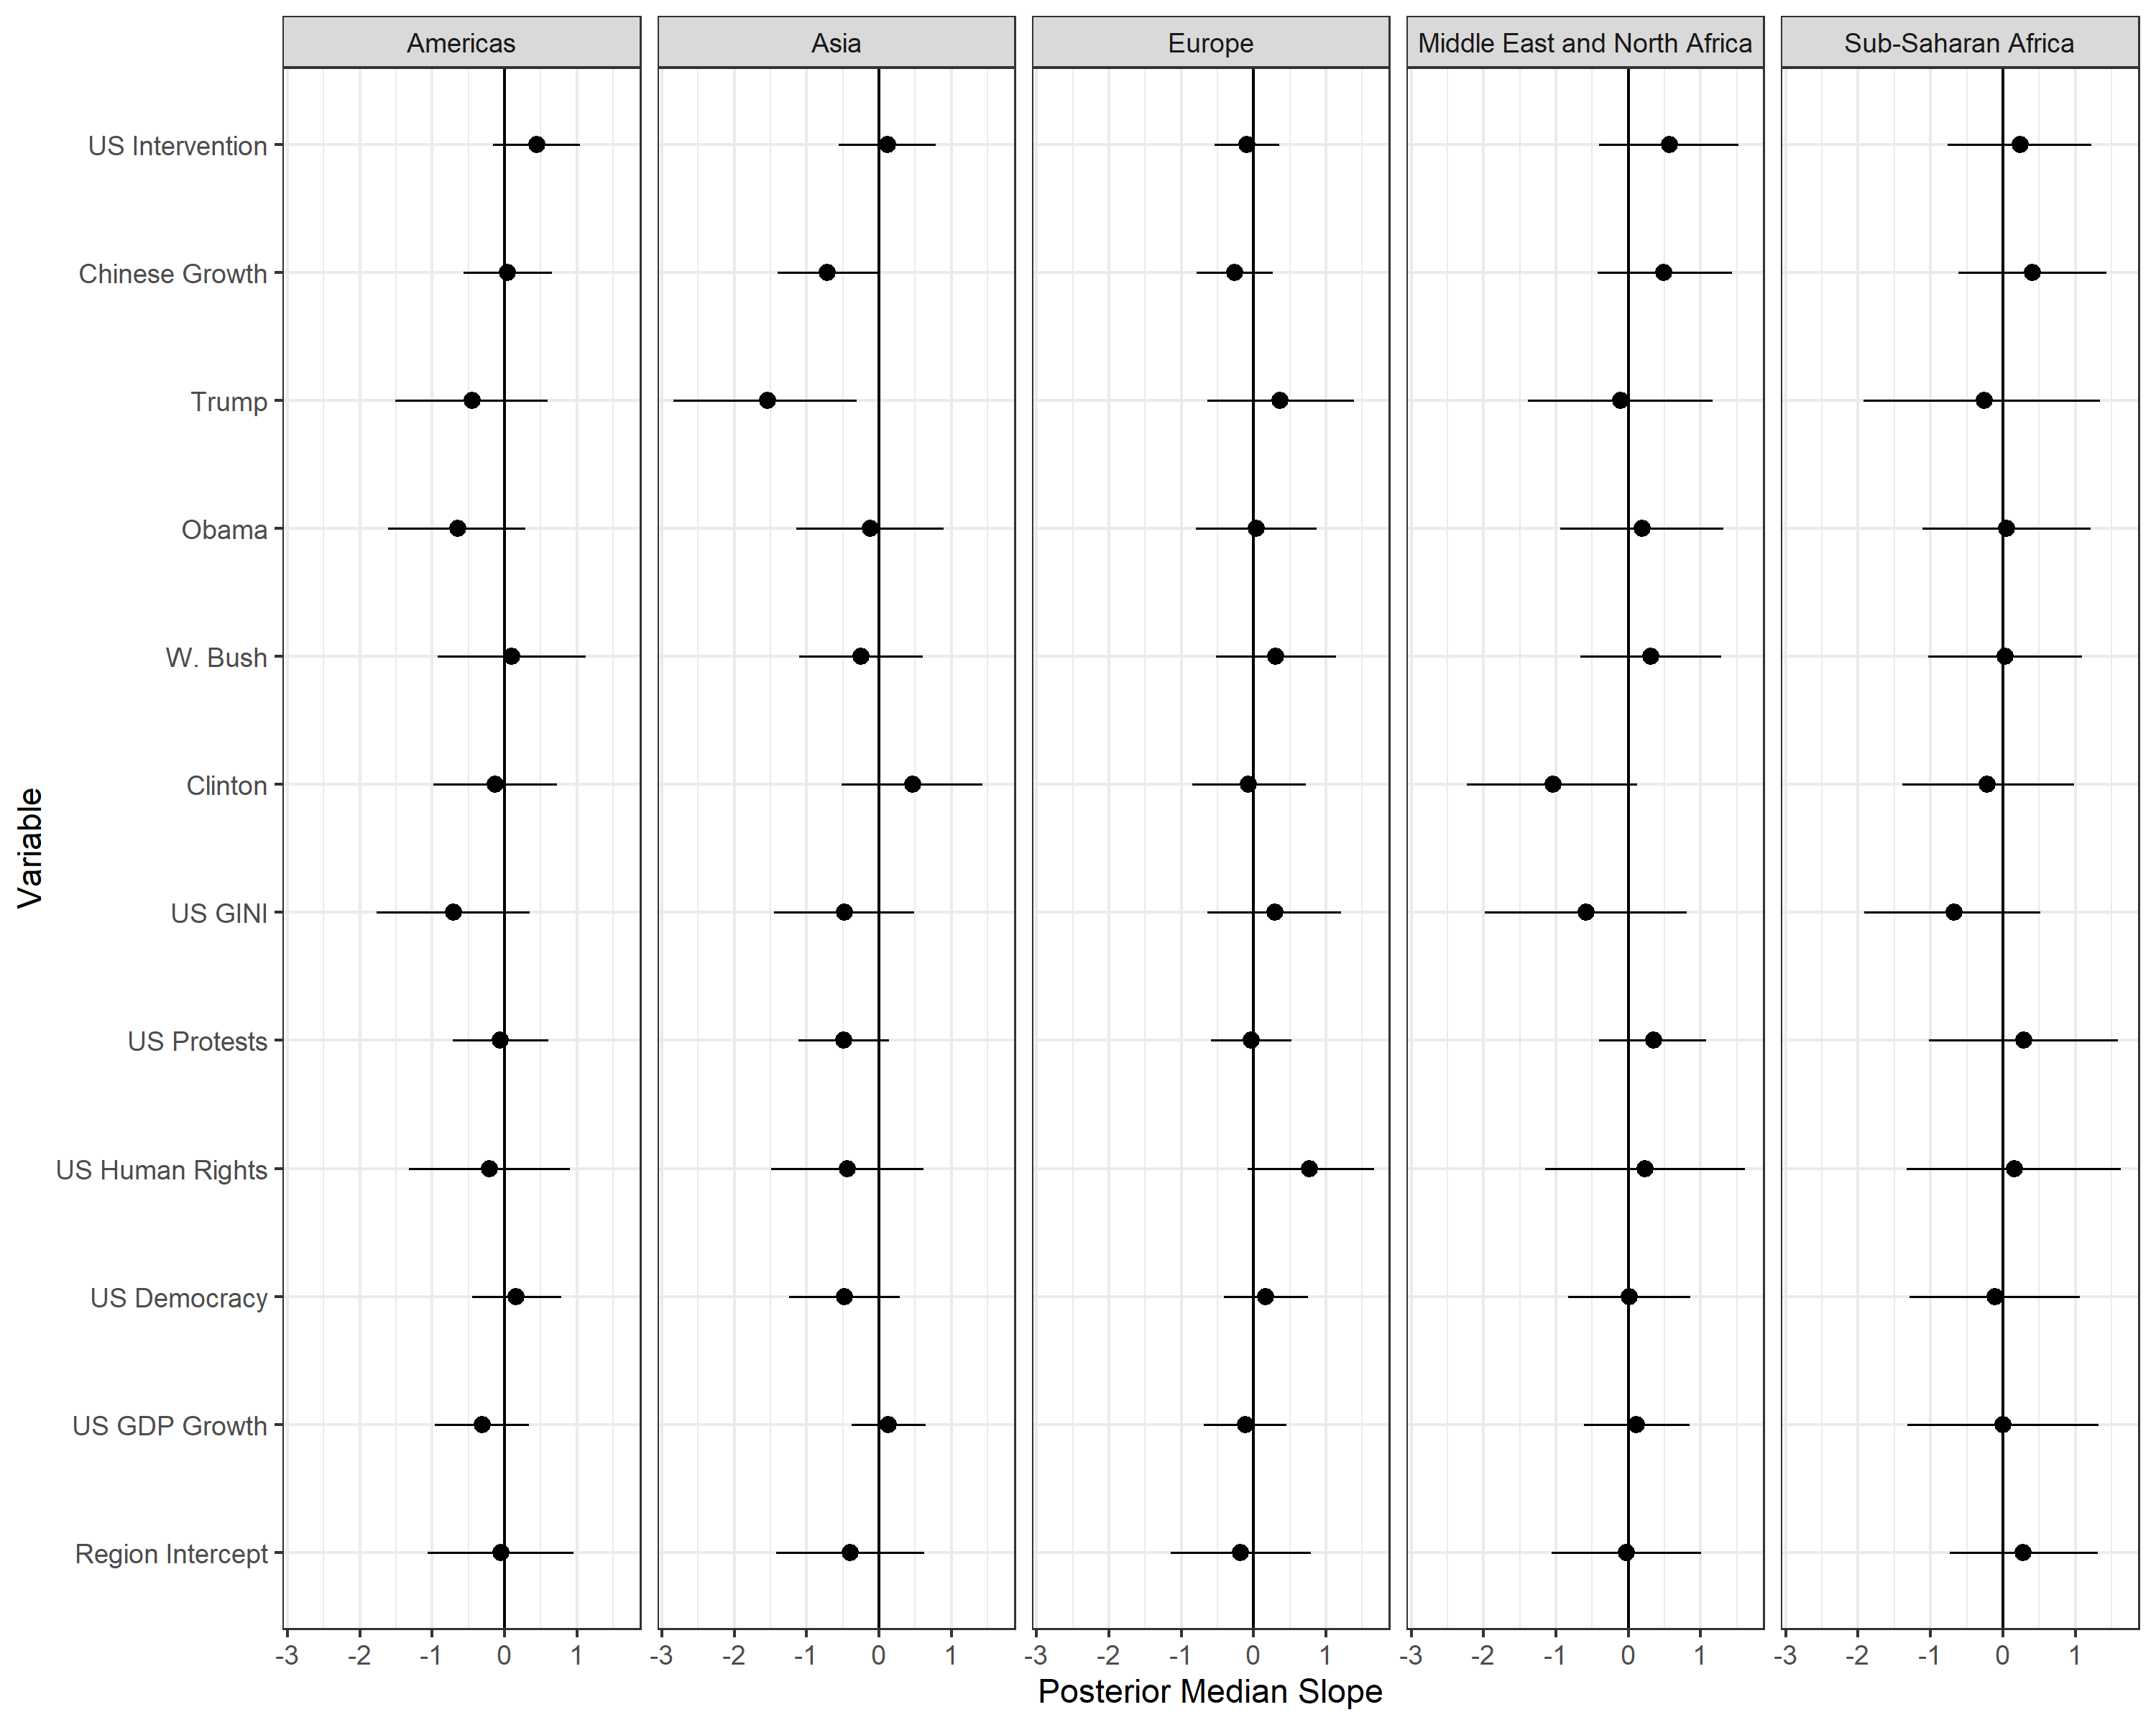 Americas Asia Europe Middle East and North Africa Sub-Saharan Africa
US Intervention
Chinese Growth
Trump
Obama
W. Bush
Clinton
US GINI
US Protests
US Human Rights
US Democracy
US GDP Growth
Region Intercept
Variable
-3 -2 -1 0 1 -3 -2 -1 0 1 -3 -2 -1 0 1 -3 -2 -1 0 1 -3 -2 -1 0 1
Posterior Median Slope